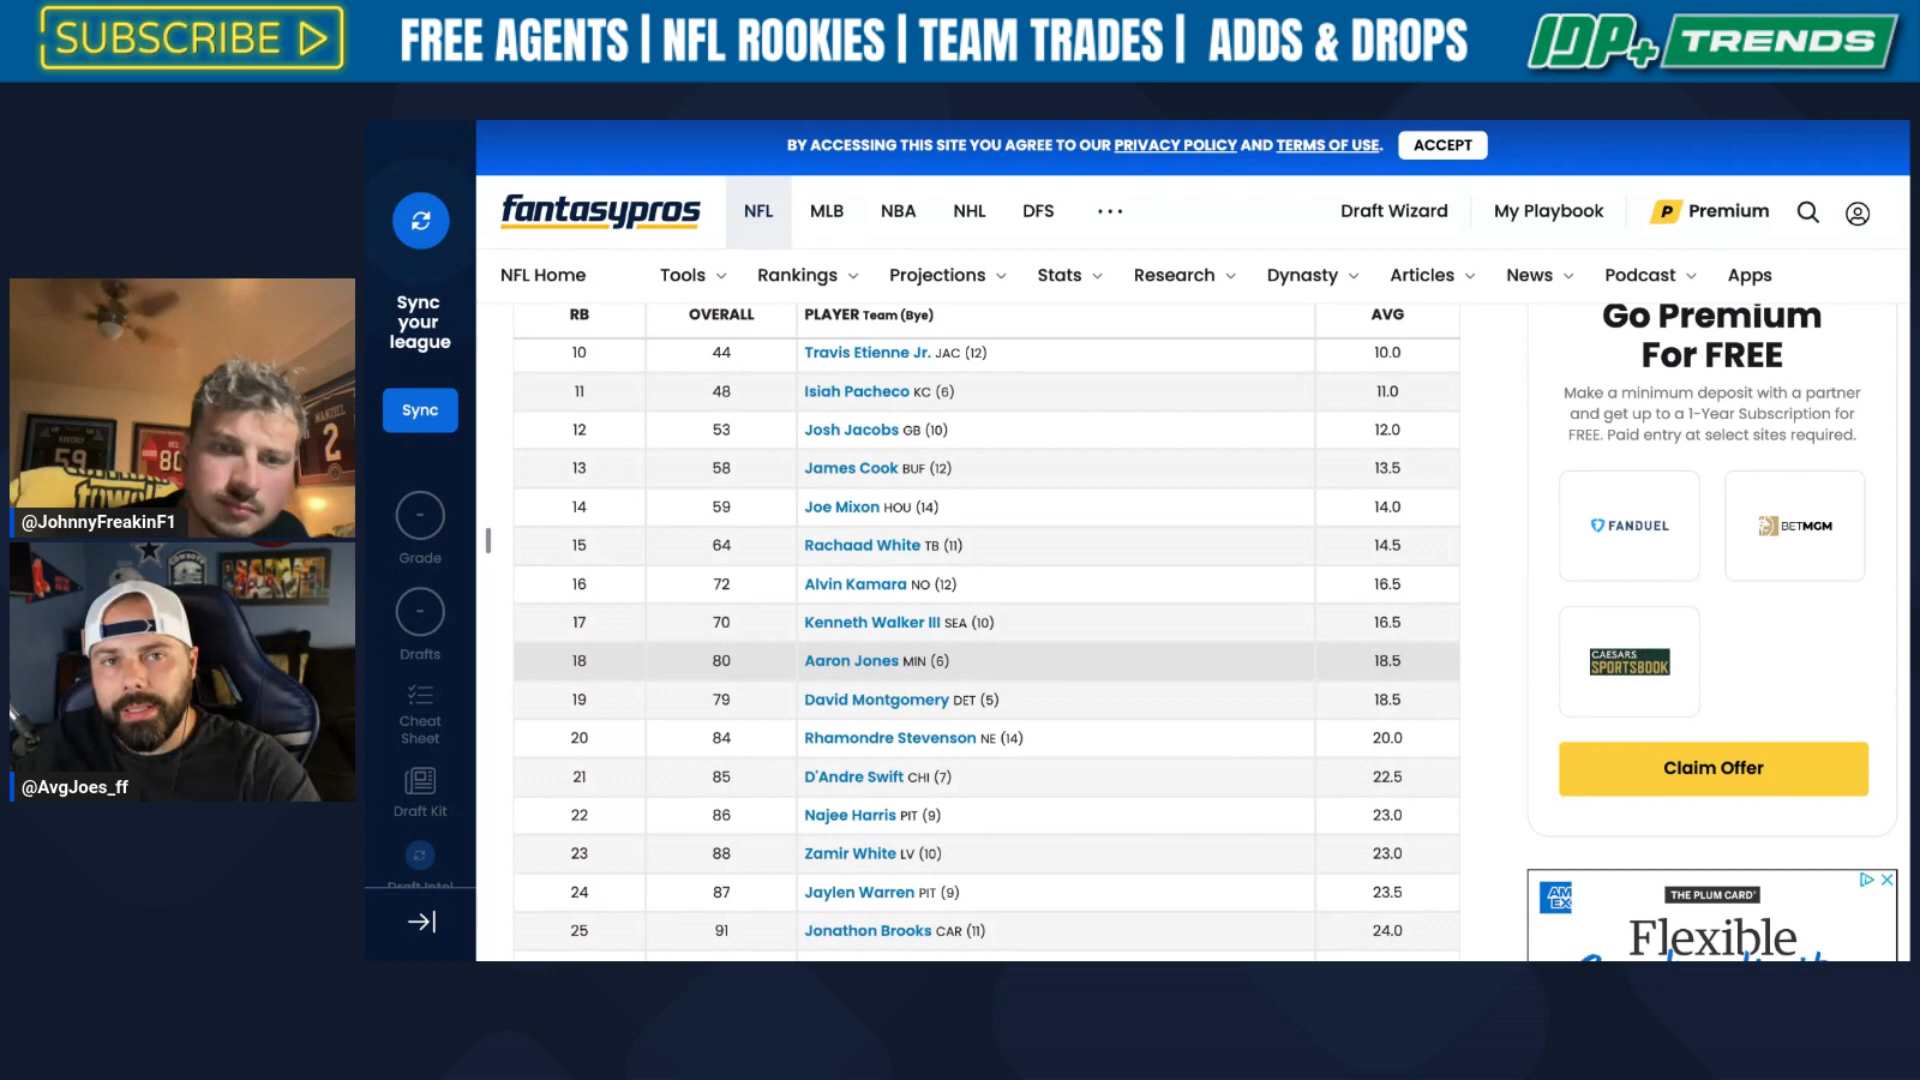 SUBSCRIBE
FREE AGENTS | NFL ROOKIES | TEAM TRADES | ADDS & DROPS
IDP+ TRENDS
BY ACCESSING THIS SITE YOU AGREE TO OUR PRIVACY POLICY AND TERMS OF USE. ACCEPT
fantasypros NFL MLB NBA NHL DFS ... Draft Wizard My Playbook P Premium
NFL Home Tools Rankings Projections Stats Research Dynasty Articles News Podcast Apps
Sync
your
league
Sync
-
Grade
-
Drafts
Cheat
Sheet
Draft Kit
Draft Intel
MANZIEL
2
59
80
@JohnnyFreakinF1
COWBOYS
@AvgJoes_ff
RB OVERALL PLAYER Team (Bye) AVG
10 44 Travis Etienne Jr. JAC (12) 10.0
11 48 Isiah Pacheco KC (6) 11.0
12 53 Josh Jacobs GB (10) 12.0
13 58 James Cook BUF (12) 13.5
14 59 Joe Mixon HOU (14) 14.0
15 64 Rachaad White TB (11) 14.5
16 72 Alvin Kamara NO (12) 16.5
17 70 Kenneth Walker III SEA (10) 16.5
18 80 Aaron Jones MIN (6) 18.5
19 79 David Montgomery DET (5) 18.5
20 84 Rhamondre Stevenson NE (14) 20.0
21 85 D'Andre Swift CHI (7) 22.5
22 86 Najee Harris PIT (9) 23.0
23 88 Zamir White LV (10) 23.0
24 87 Jaylen Warren PIT (9) 23.5
25 91 Jonathon Brooks CAR (11) 24.0
Go Premium
For FREE
Make a minimum deposit with a partner
and get up to a 1-Year Subscription for
FREE. Paid entry at select sites required.
FANDUEL
BETMGM
CAESARS
SPORTSBOOK
Claim Offer
AM
EX
THE PLUM CARD®
Flexible